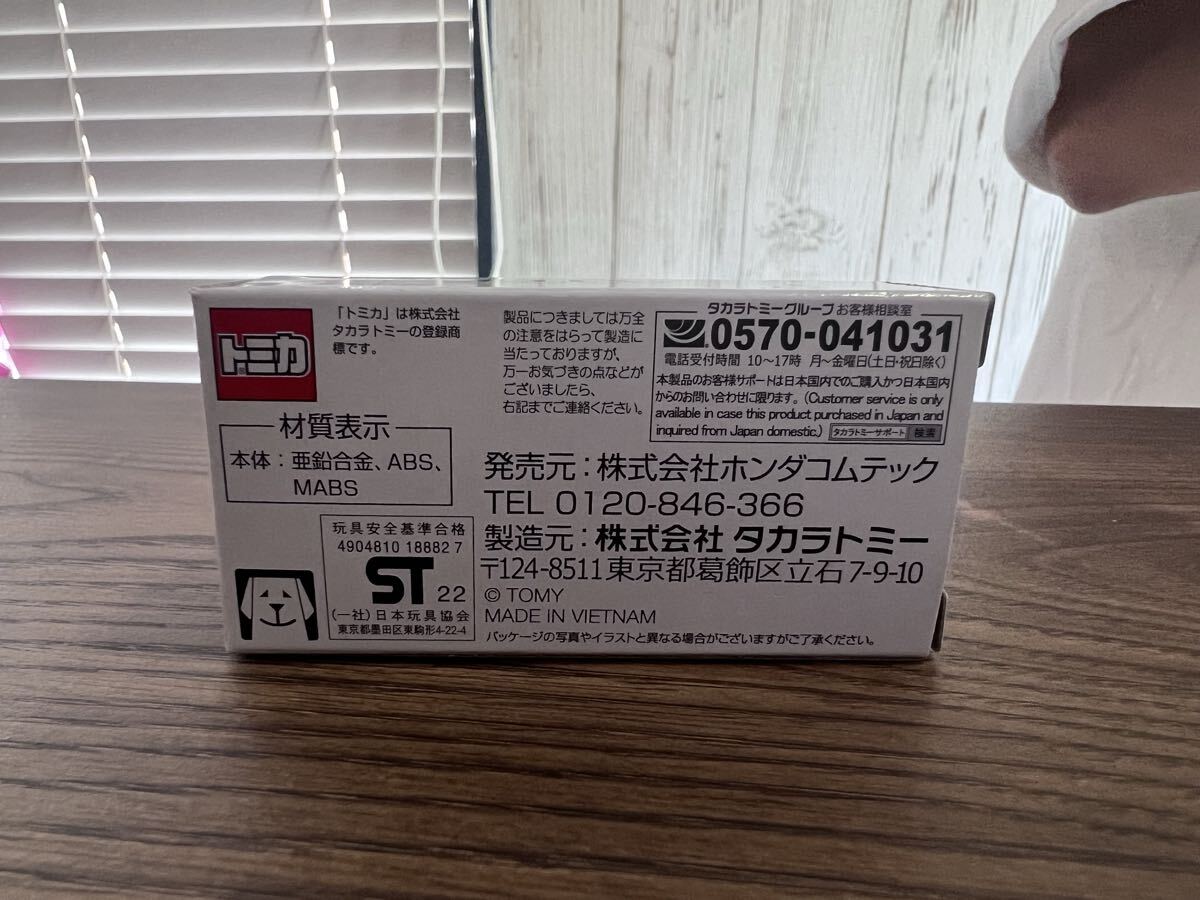 トミカ
「トミカ」は株式会社
タカラトミーの登録商
標です。
材質表示
本体：亜鉛合金、ABS、
MABS
玩具安全基準合格
4904810 18882 7
ST 22
(一社)日本玩具協会
東京都墨田区東駒形4-22-4
製品につきましては万全
の注意をはらって製造に
当たっておりますが、
万一お気づきの点などが
ございましたら、
右記までご連絡ください。
タカラトミーグループお客様相談室
0570-041031
電話受付時間 10〜17時 月〜金曜日(土日・祝日除く)
本製品のお客様サポートは日本国内でのご購入かつ日本国内
からのお問い合わせに限ります。(Customer service is only
available in case this product purchased in Japan and
inquired from Japan domestic.) タカラトミーサポート 検索
発売元：株式会社ホンダコムテック
TEL 0120-846-366
製造元：株式会社 タカラトミー
〒124-8511東京都葛飾区立石7-9-10
© TOMY
MADE IN VIETNAM
パッケージの写真やイラストと異なる場合がございますがご了承ください。